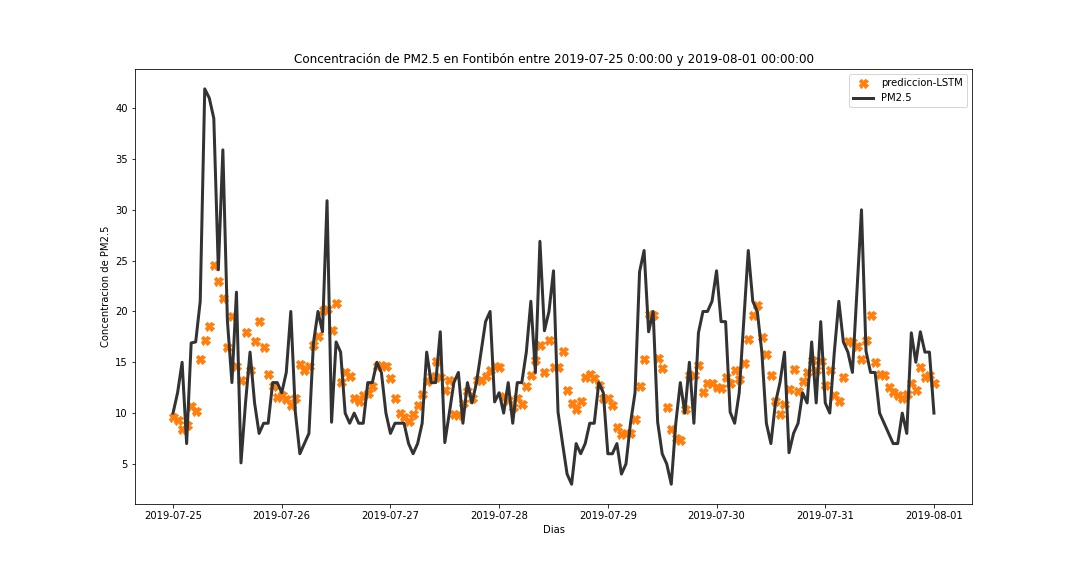 Concentración de PM2.5 en Fontibón entre 2019-07-25 0:00:00 y 2019-08-01 00:00:00
prediccion-LSTM
PM2.5
Concentracion de PM2.5
40
35
30
25
20
15
10
5
2019-07-25 2019-07-26 2019-07-27 2019-07-28 2019-07-29 2019-07-30 2019-07-31 2019-08-01
Dias